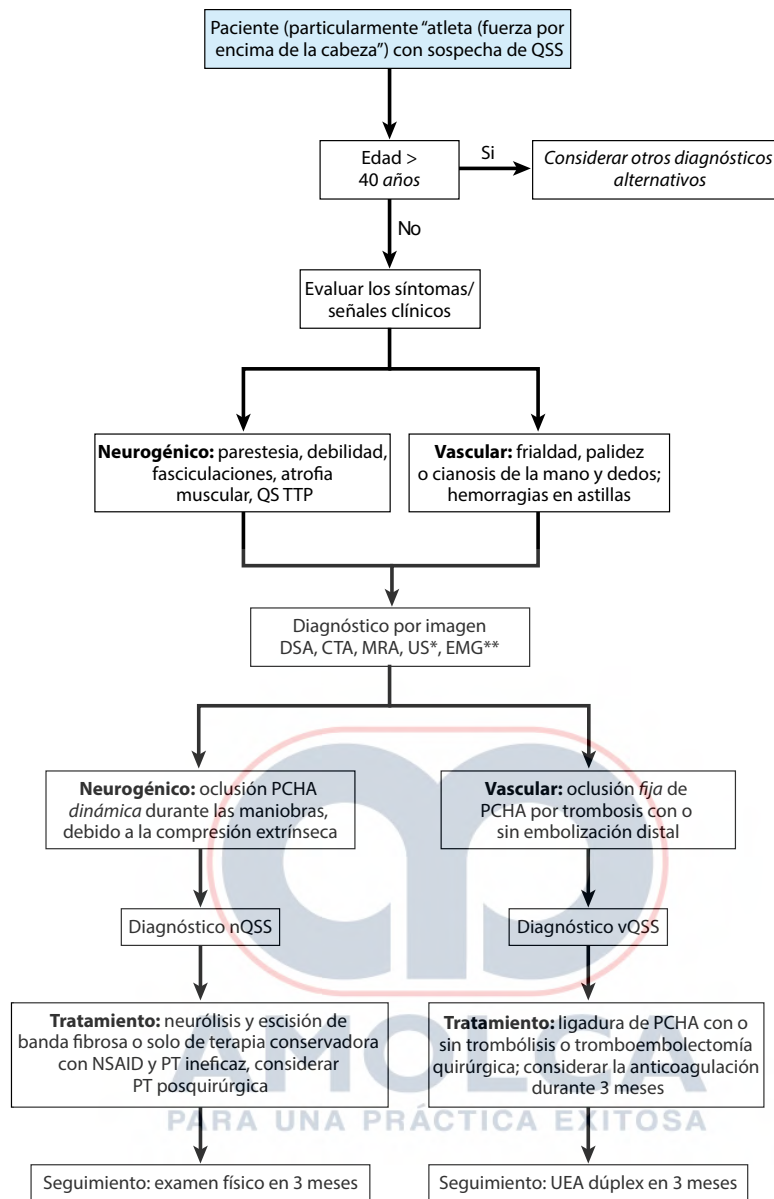 Paciente (particularmente “atleta (fuerza por
encima de la cabeza”) con sospecha de QSS
Edad >
40 años
Si
Considerar otros diagnósticos
alternativos
No
Evaluar los síntomas/
señales clínicos
Neurogénico: parestesia, debilidad,
fasciculaciones, atrofia
muscular, QS TTP
Vascular: frialdad, palidez
o cianosis de la mano y dedos;
hemorragias en astillas
Diagnóstico por imagen
DSA, CTA, MRA, US*, EMG**
Neurogénico: oclusión PCHA
dinámica durante las maniobras,
debido a la compresión extrínseca
Vascular: oclusión fija de
PCHA por trombosis con o
sin embolización distal
Diagnóstico nQSS
Diagnóstico vQSS
Tratamiento: neurólisis y escisión de
banda fibrosa o solo de terapia conservadora
con NSAID y PT ineficaz, considerar
PT posquirúrgica
Tratamiento: ligadura de PCHA con o
sin trombólisis o tromboembolectomía
quirúrgica; considerar la anticoagulación
durante 3 meses
AMOLCA
PARA UNA PRÁCTICA EXITOSA
Seguimiento: examen físico en 3 meses
Seguimiento: UEA dúplex en 3 meses